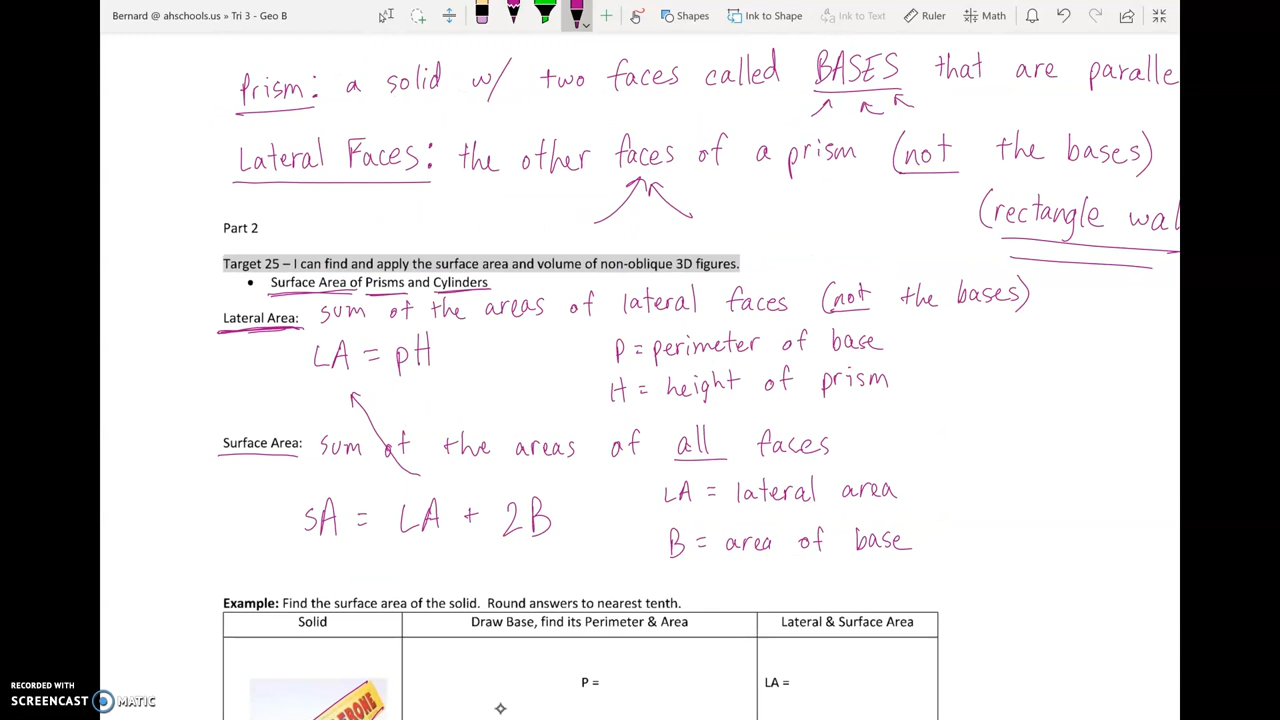 Bernard @ ahschools.us » Tri 3 - Geo B
Shapes Ink to Shape Ink to Text Ruler Math
Prism: a solid w/ two faces called BASES that are paralle
Lateral Faces: the other faces of a prism (not the bases)
(rectangle wal
Part 2
Target 25 – I can find and apply the surface area and volume of non-oblique 3D figures.
• Surface Area of Prisms and Cylinders
Lateral Area: sum of the areas of lateral faces (not the bases)
LA = pH P = perimeter of base
H = height of prism
Surface Area: sum of the areas of all faces
SA = LA + 2B LA = lateral area
B = area of base
Example: Find the surface area of the solid. Round answers to nearest tenth.
Solid Draw Base, find its Perimeter & Area Lateral & Surface Area
P = LA =
RECORDED WITH
SCREENCAST MATIC